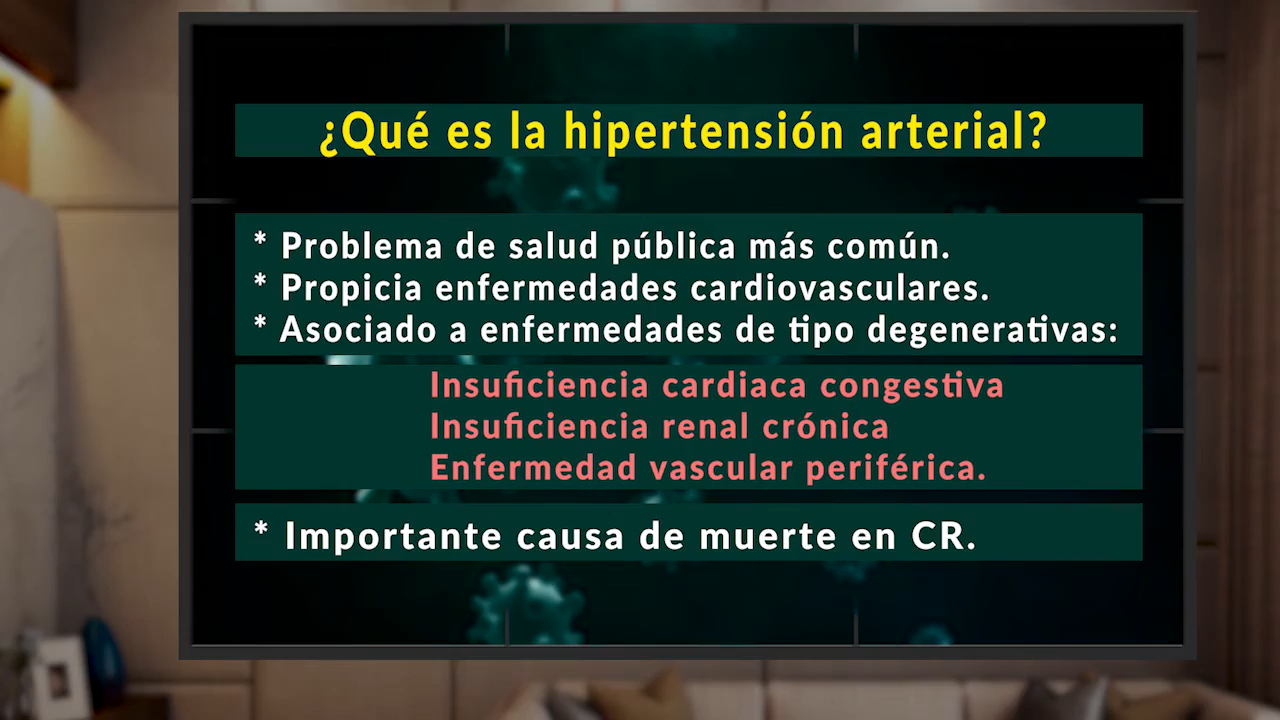 ¿Qué es la hipertensión arterial?
* Problema de salud pública más común.
* Propicia enfermedades cardiovasculares.
* Asociado a enfermedades de tipo degenerativas:
Insuficiencia cardiaca congestiva
Insuficiencia renal crónica
Enfermedad vascular periférica.
* Importante causa de muerte en CR.